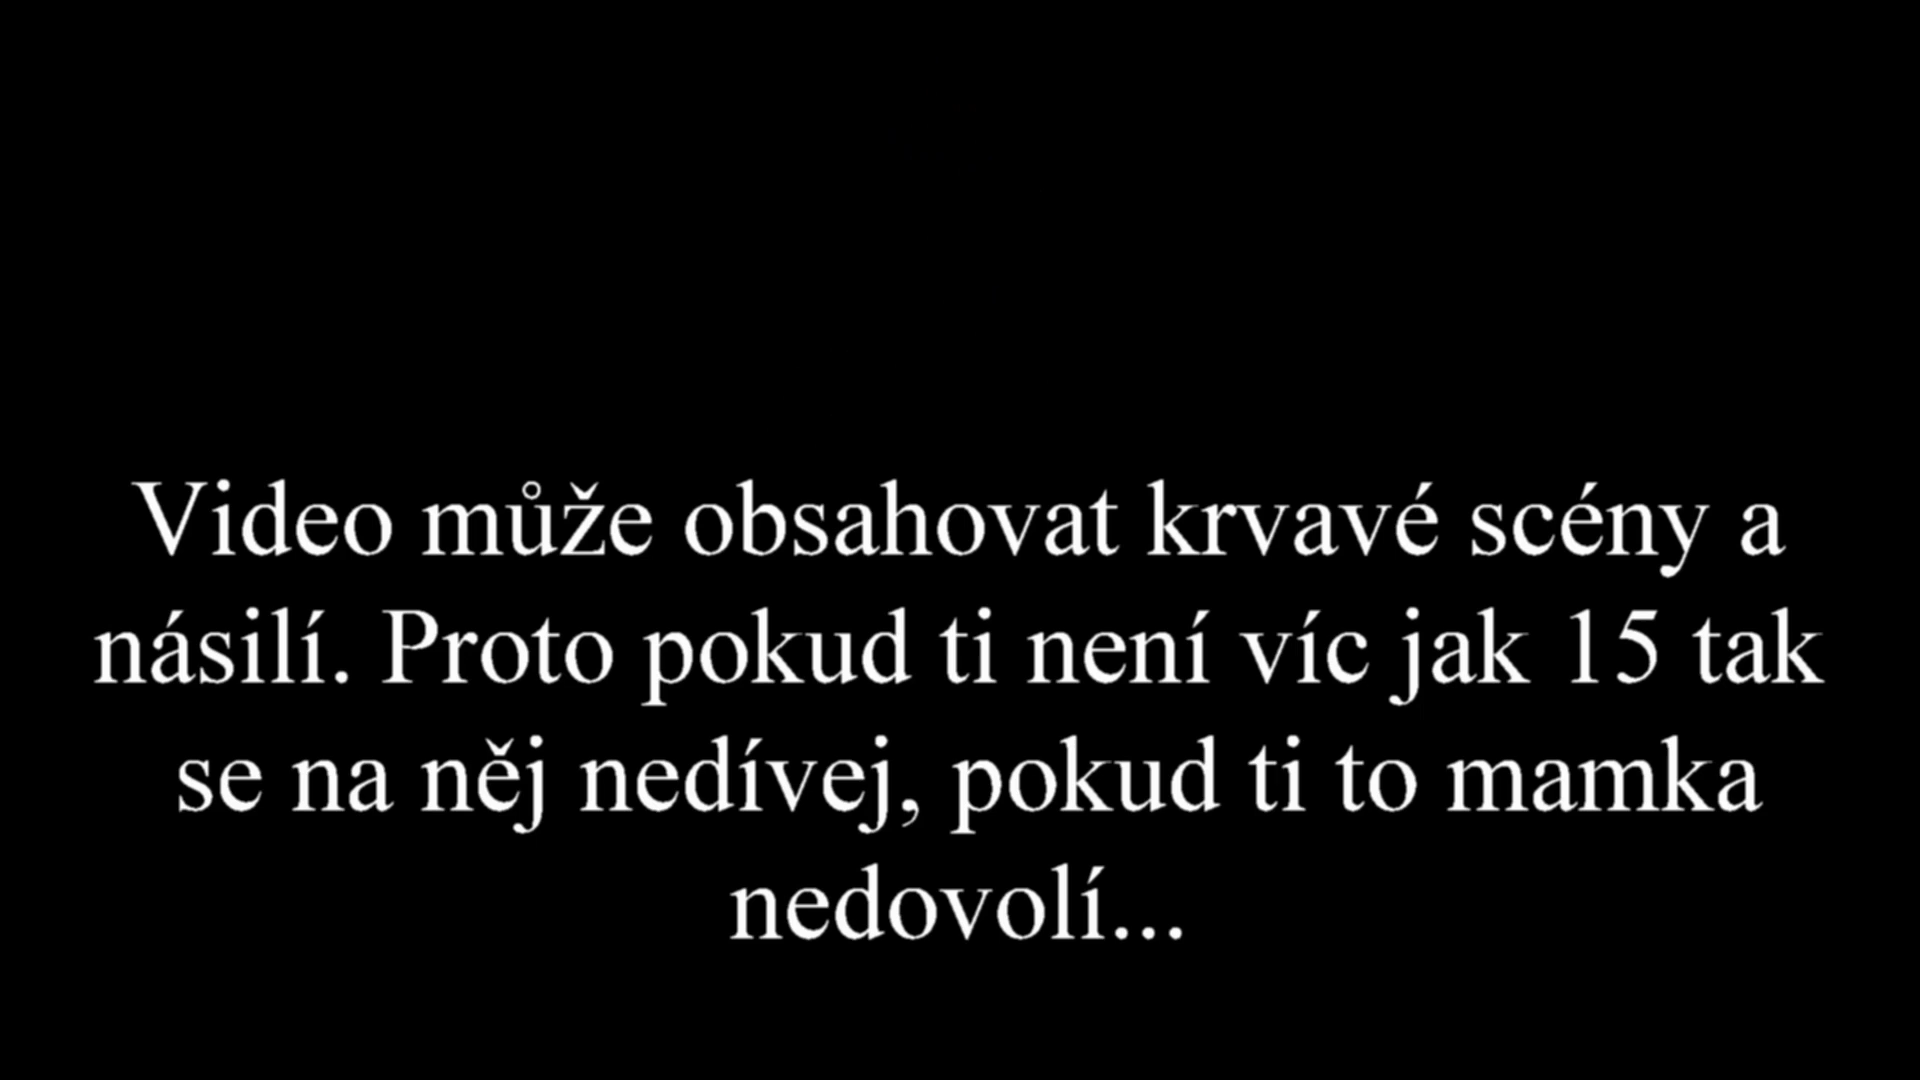 Video může obsahovat krvavé scény a
násilí. Proto pokud ti není víc jak 15 tak
se na něj nedívej, pokud ti to mamka
nedovolí...